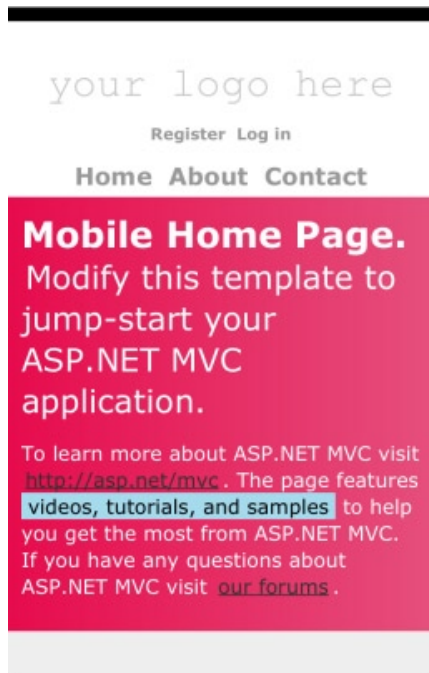 your logo here
Register Log in
Home About Contact
Mobile Home Page.
Modify this template to
jump-start your
ASP.NET MVC
application.
To learn more about ASP.NET MVC visit
http://asp.net/mvc. The page features
videos, tutorials, and samples to help
you get the most from ASP.NET MVC.
If you have any questions about
ASP.NET MVC visit our forums.